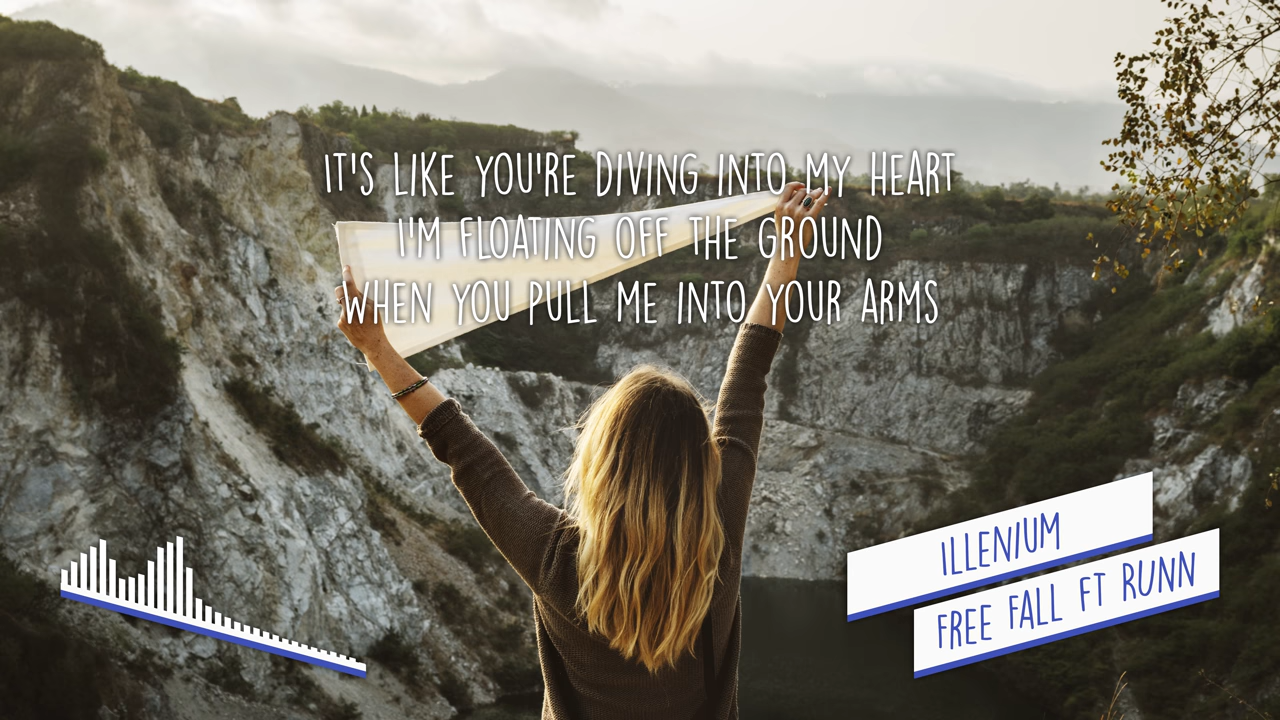 IT'S LIKE YOU'RE DIVING INTO MY HEART
I'M FLOATING OFF THE GROUND
WHEN YOU PULL ME INTO YOUR ARMS
ILLENIUM
FREE FALL FT RUNN